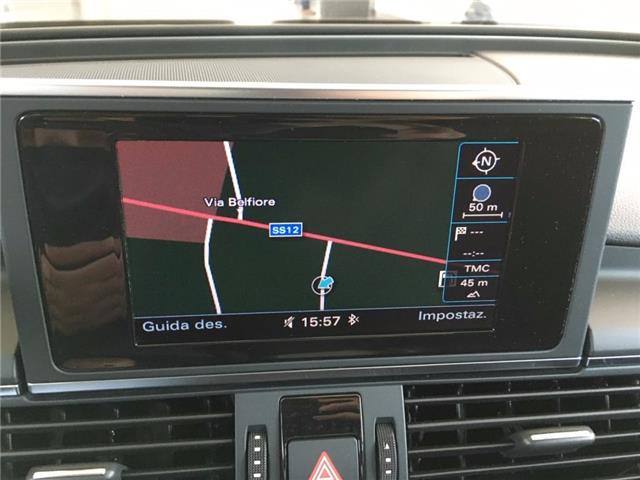 N
Via Belfiore
50 m
SS12
---
--:--
TMC
45 m
Guida des.
15:57
Impostaz.